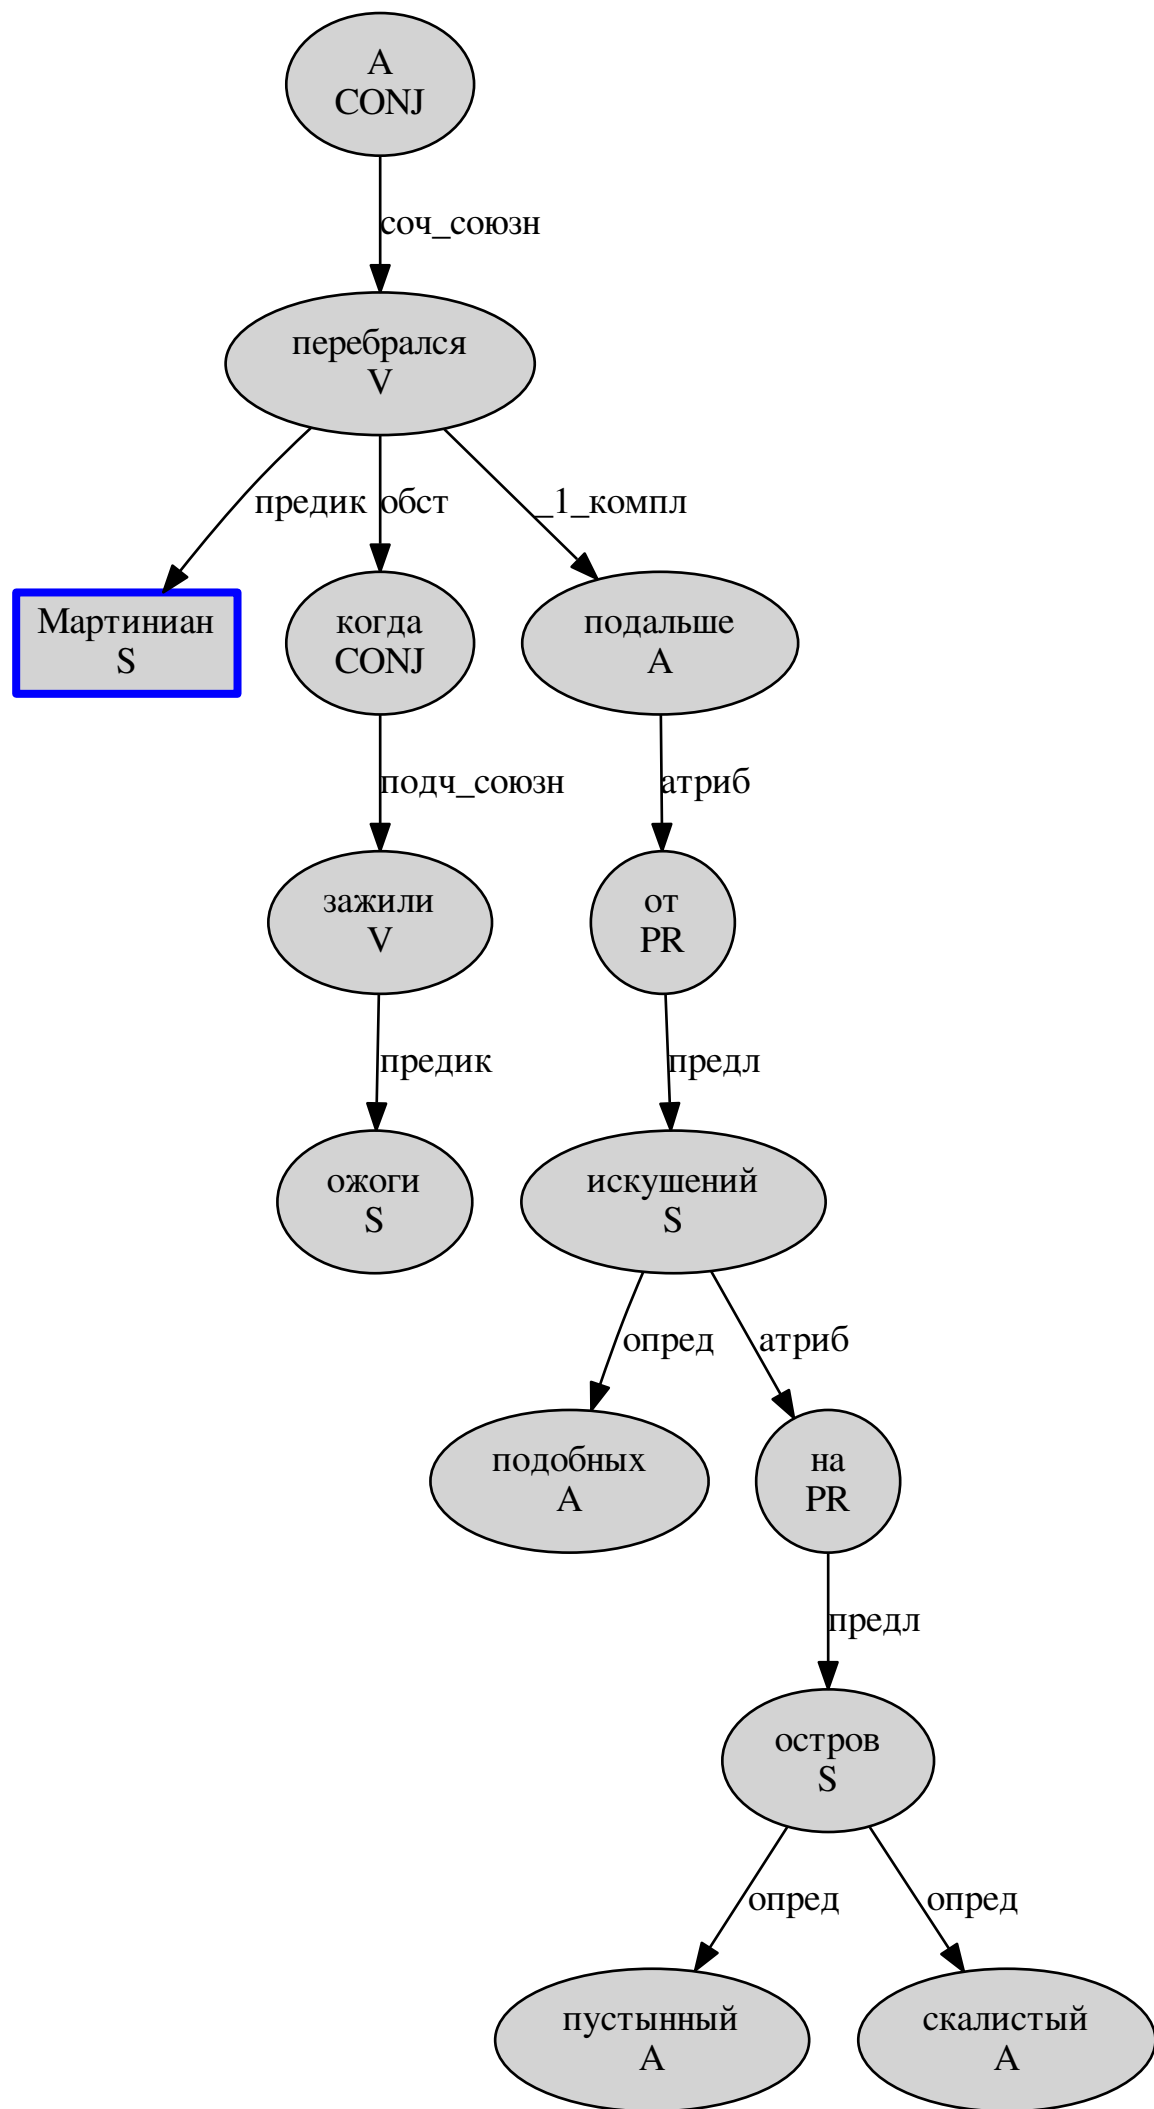 А
CONJ
соч_союзн
перебрался
V
предик
обст
_1_компл
Мартиниан
S
когда
CONJ
подальше
A
подч_союзн
атриб
зажили
V
от
PR
предик
предл
ожоги
S
искушений
S
опред
атриб
подобных
A
на
PR
предл
остров
S
опред
опред
пустынный
A
скалистый
A